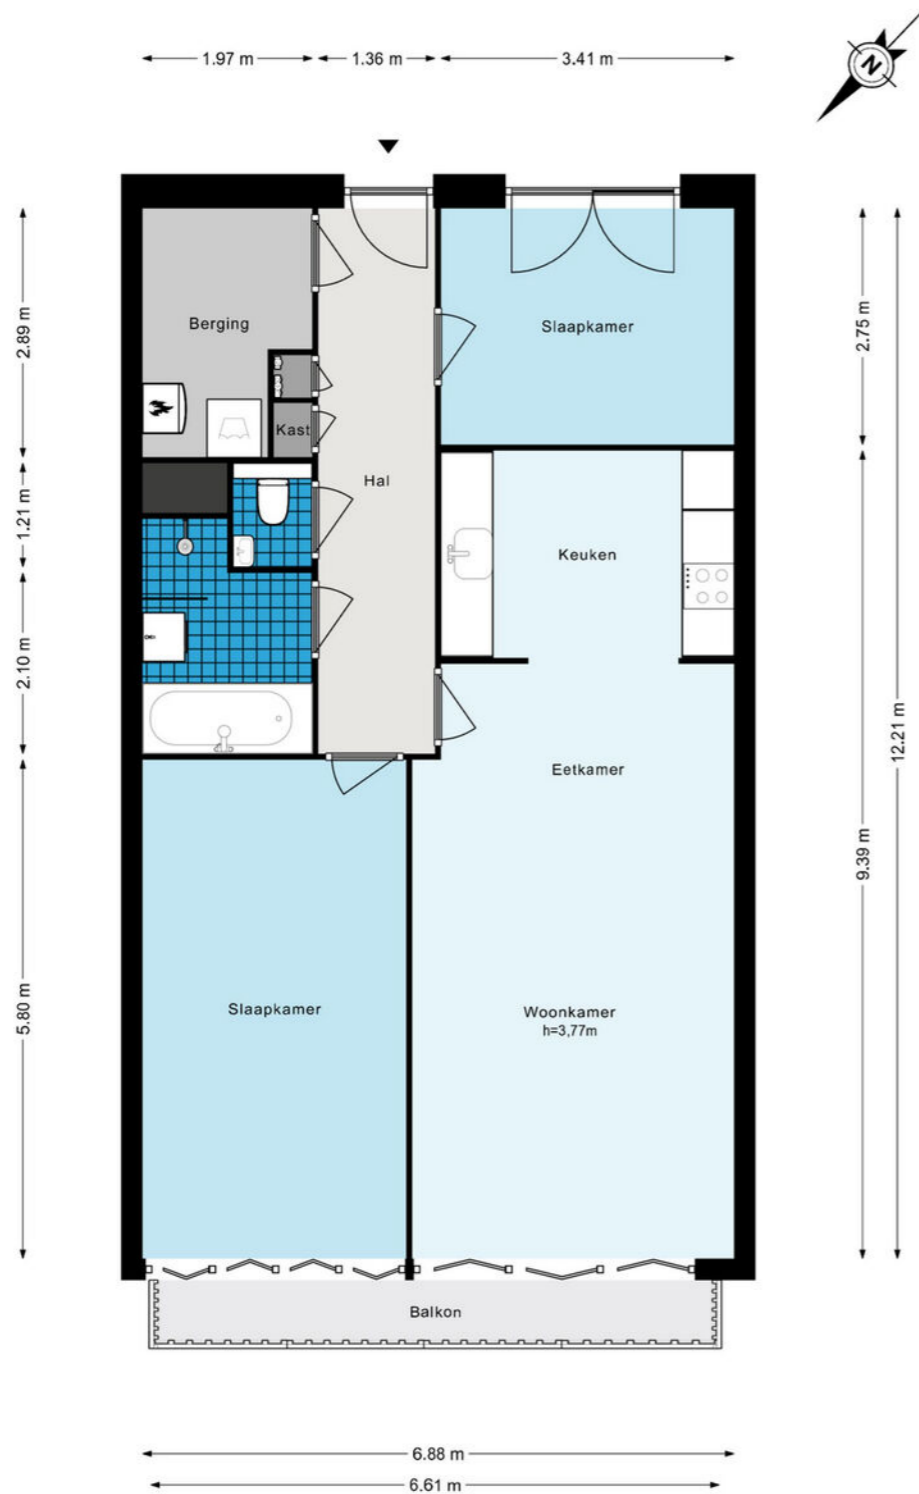 1.97 m
1.36 m
3.41 m
N
2.89 m
1.21 m
2.10 m
5.80 m
Berging
Slaapkamer
Kast
Hal
Keuken
Eetkamer
Slaapkamer
Woonkamer
h=3,77m
Balkon
2.75 m
9.39 m
12.21 m
6.88 m
6.61 m